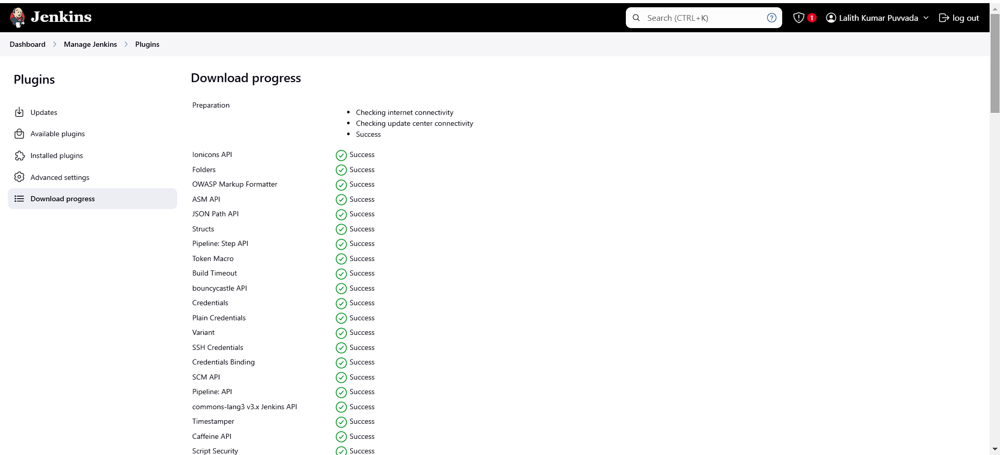 Jenkins
Search (CTRL+K)
1
Lalith Kumar Puvvada
log out
Dashboard
Manage Jenkins
Plugins
Plugins
Updates
Available plugins
Installed plugins
Advanced settings
Download progress
Download progress
Preparation
Checking internet connectivity
Checking update center connectivity
Success
Ionicons API Success
Folders Success
OWASP Markup Formatter Success
ASM API Success
JSON Path API Success
Structs Success
Pipeline: Step API Success
Token Macro Success
Build Timeout Success
bouncycastle API Success
Credentials Success
Plain Credentials Success
Variant Success
SSH Credentials Success
Credentials Binding Success
SCM API Success
Pipeline: API Success
commons-lang3 v3.x Jenkins API Success
Timestamper Success
Caffeine API Success
Script Security Success